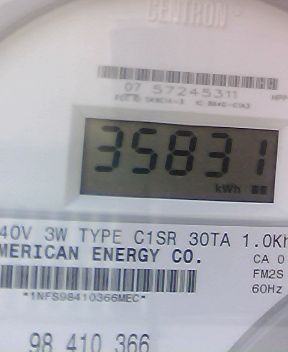 CENTRON®
07 57245311
35831
kWh
40V 3W TYPE C1SR 30TA 1.0Kh
MERICAN ENERGY CO.
CA 0
FM2S
60Hz
*1NFS98410366MEC*
98 410 366